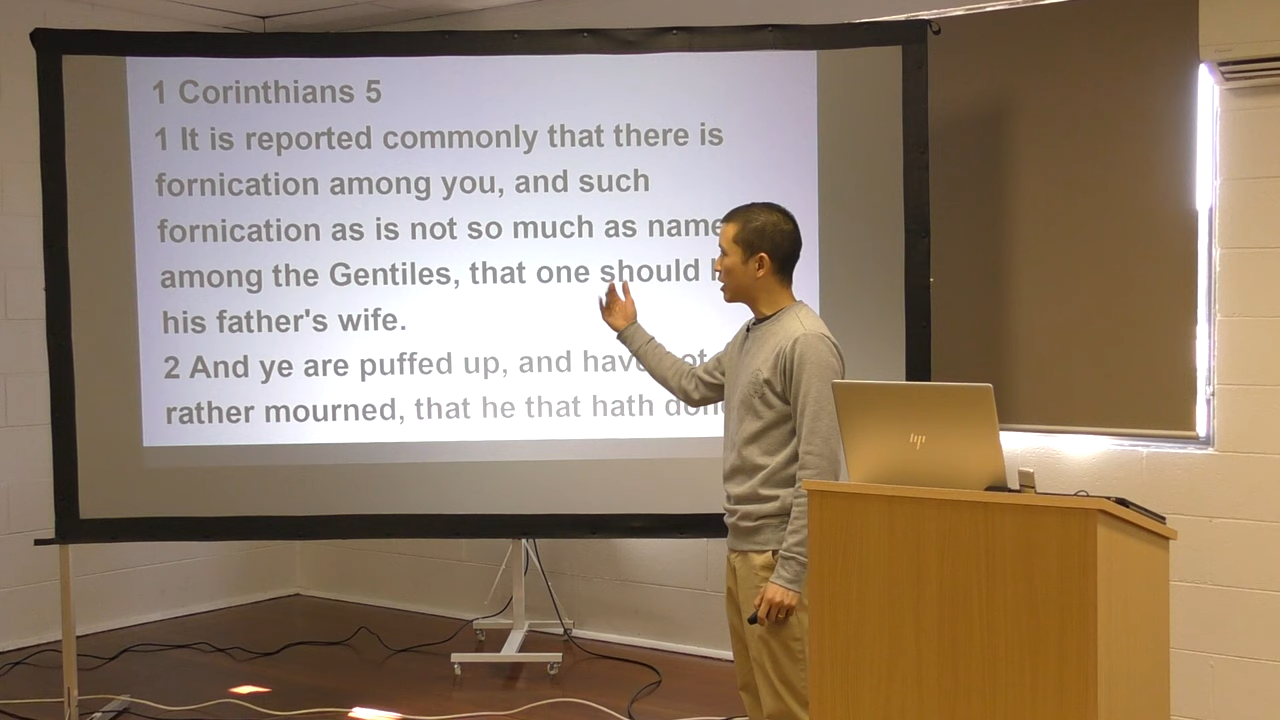 1 Corinthians 5
1 It is reported commonly that there is
fornication among you, and such
fornication as is not so much as name
among the Gentiles, that one should
his father's wife.
2 And ye are puffed up, and have
rather mourned, that he that hath
hp